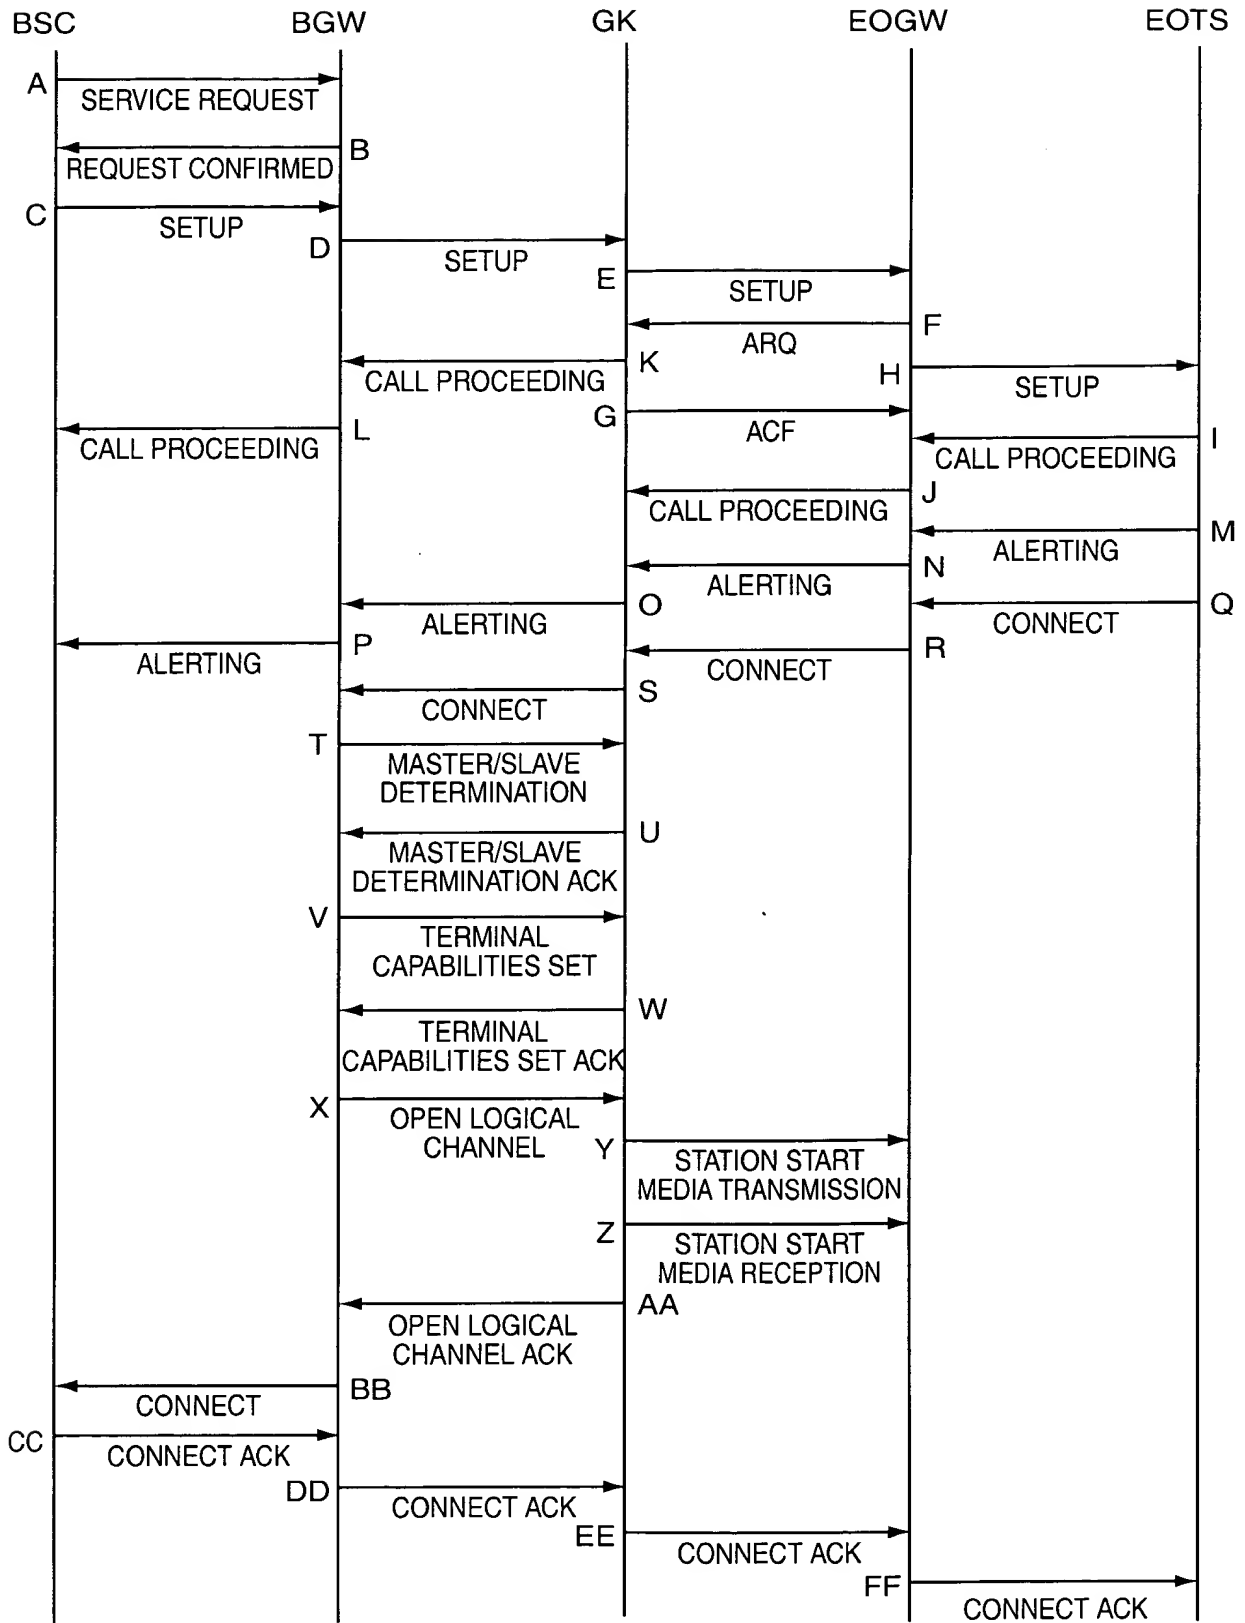 BSC BGW GK EOGW EOTS
A
SERVICE REQUEST
B
REQUEST CONFIRMED
C
SETUP
D
SETUP
E
SETUP
F
ARQ
K
CALL PROCEEDING
H
SETUP
G
ACF
L
CALL PROCEEDING
I
CALL PROCEEDING
J
CALL PROCEEDING
M
ALERTING
N
ALERTING
O
ALERTING
Q
CONNECT
P
ALERTING
R
CONNECT
S
CONNECT
T
MASTER/SLAVE
DETERMINATION
U
MASTER/SLAVE
DETERMINATION ACK
V
TERMINAL
CAPABILITIES SET
W
TERMINAL
CAPABILITIES SET ACK
X
OPEN LOGICAL
CHANNEL
Y
STATION START
MEDIA TRANSMISSION
Z
STATION START
MEDIA RECEPTION
AA
OPEN LOGICAL
CHANNEL ACK
BB
CONNECT
CC
CONNECT ACK
DD
CONNECT ACK
EE
CONNECT ACK
FF
CONNECT ACK